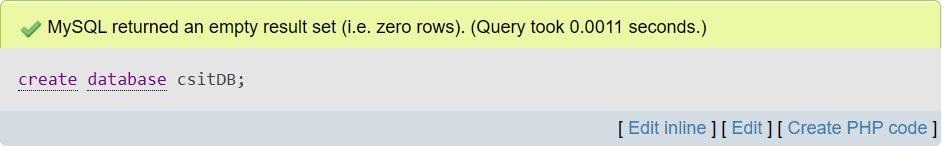 MySQL returned an empty result set (i.e. zero rows). (Query took 0.0011 seconds.)
create database csitDB;
[ Edit inline ] [ Edit ] [ Create PHP code ]